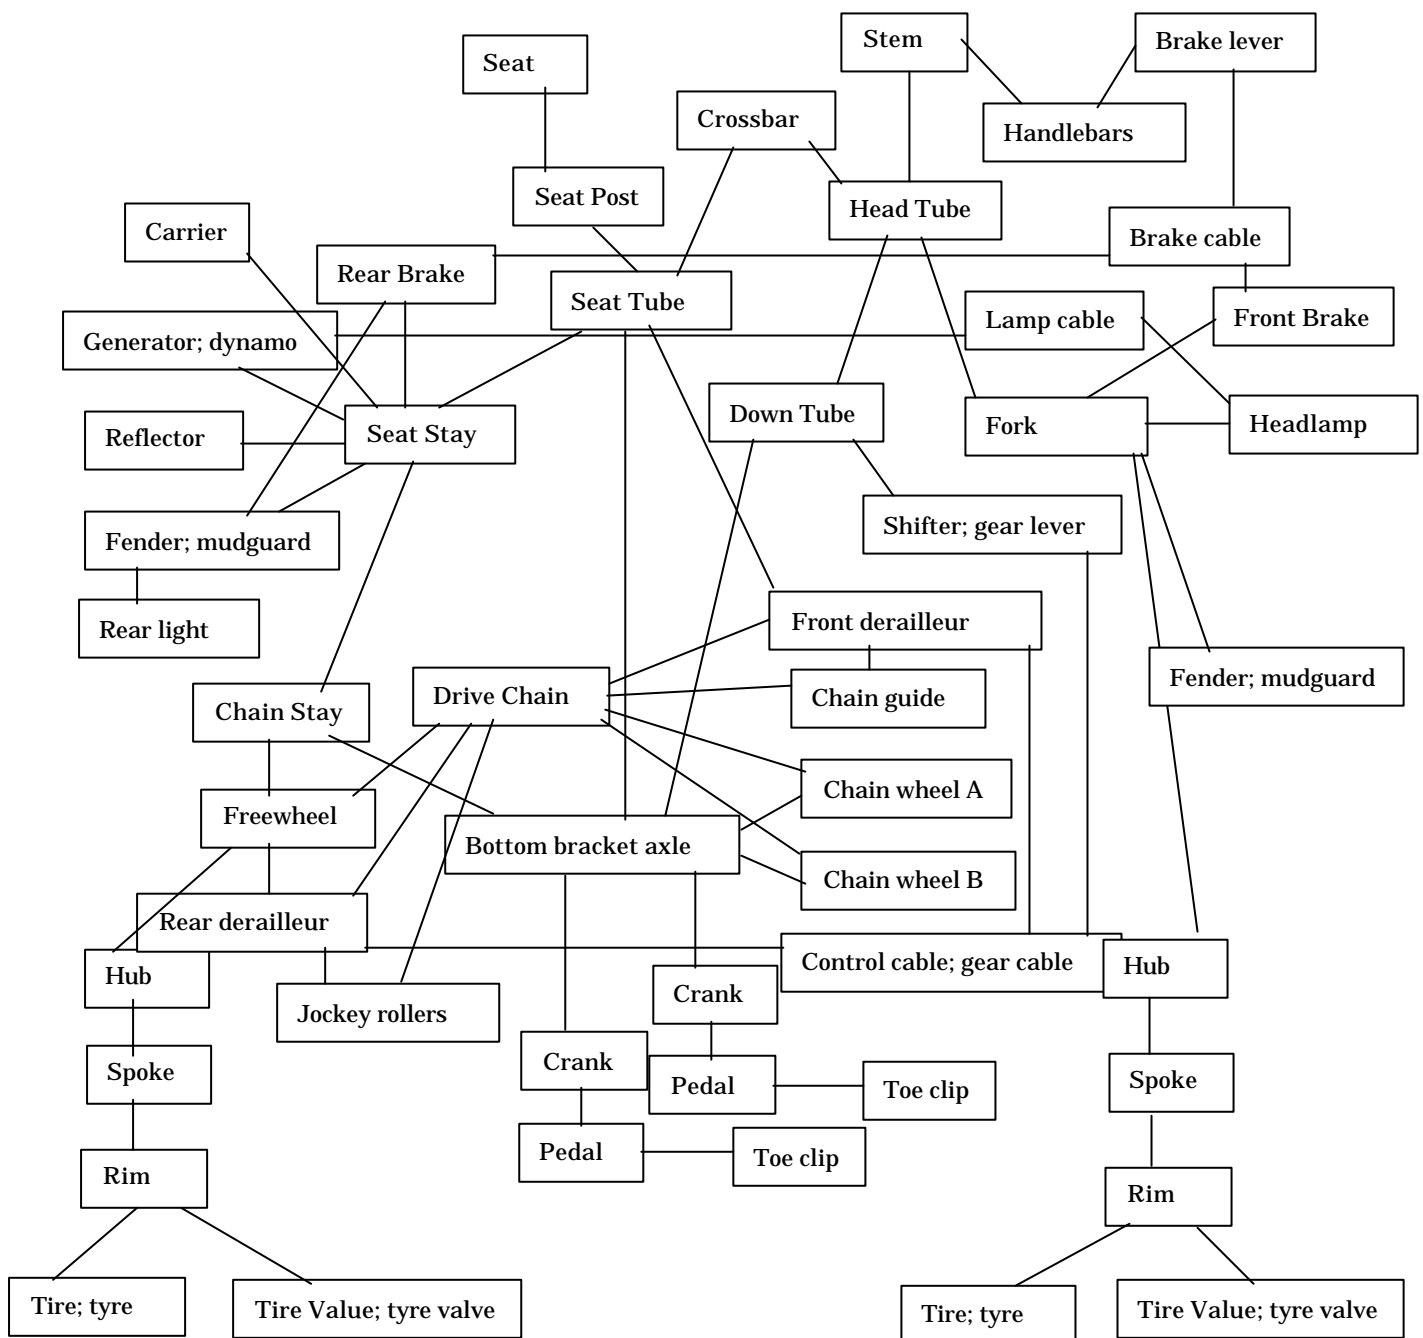 Stem
Brake lever
Seat
Crossbar
Handlebars
Seat Post
Head Tube
Carrier
Brake cable
Rear Brake
Seat Tube
Lamp cable
Front Brake
Generator; dynamo
Down Tube
Fork
Headlamp
Reflector
Seat Stay
Shifter; gear lever
Fender; mudguard
Rear light
Front derailleur
Fender; mudguard
Drive Chain
Chain guide
Chain Stay
Chain wheel A
Freewheel
Bottom bracket axle
Chain wheel B
Rear derailleur
Control cable; gear cable
Hub
Hub
Crank
Jockey rollers
Crank
Spoke
Pedal
Toe clip
Spoke
Pedal
Toe clip
Rim
Rim
Tire; tyre
Tire Value; tyre valve
Tire; tyre
Tire Value; tyre valve